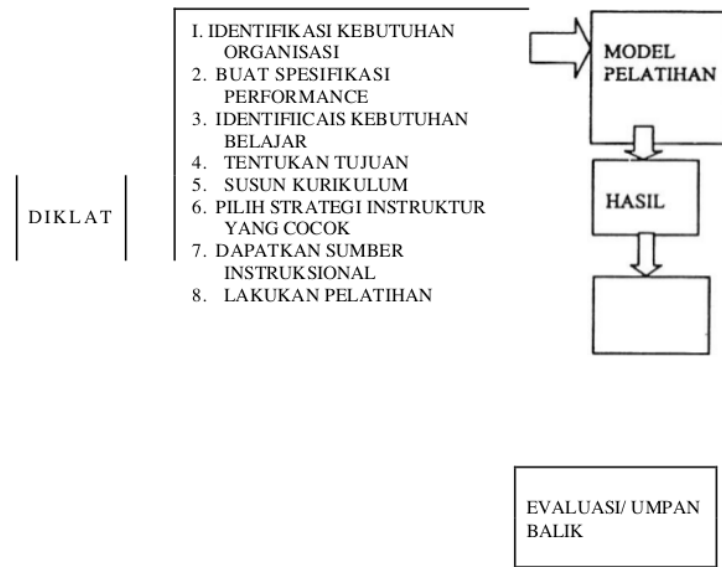 I. IDENTIFIKASI KEBUTUHAN
ORGANISASI
2. BUAT SPESIFIKASI
PERFORMANCE
3. IDENTIFIICAIS KEBUTUHAN
BELAJAR
4. TENTUKAN TUJUAN
5. SUSUN KURIKULUM
6. PILIH STRATEGI INSTRUKTUR
YANG COCOK
7. DAPATKAN SUMBER
INSTRUKSIONAL
8. LAKUKAN PELATIHAN
DIKLAT
MODEL
PELATIHAN
HASIL
EVALUASI/ UMPAN
BALIK